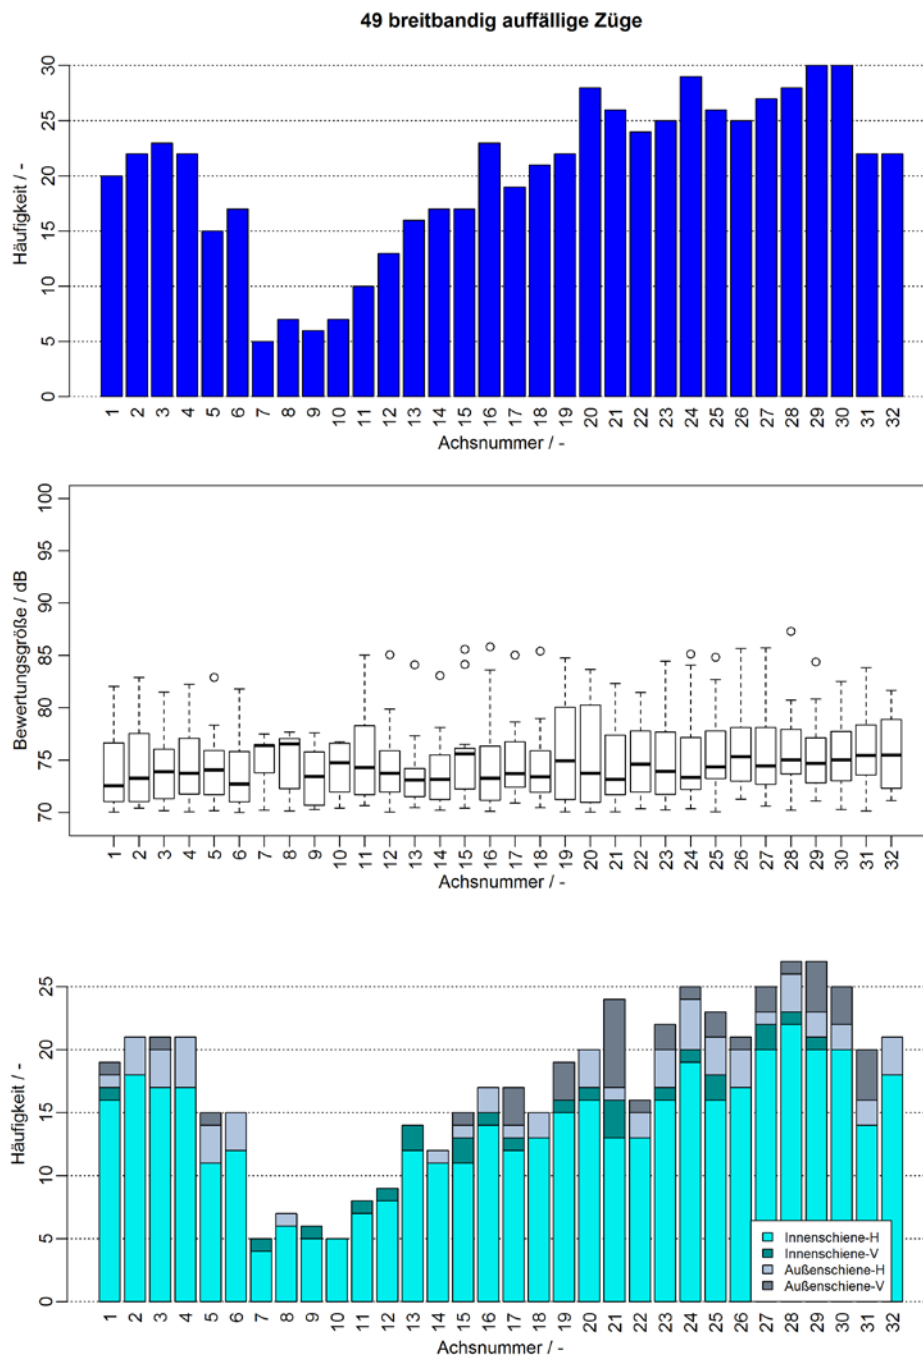 49 breitbandig auffällige Züge
Häufigkeit / -
30
25
20
15
10
5
0
1 2 3 4 5 6 7 8 9 10 11 12 13 14 15 16 17 18 19 20 21 22 23 24 25 26 27 28 29 30 31 32
Achsnummer / -
Bewertungsgröße / dB
100
95
90
85
80
75
70
1 2 3 4 5 6 7 8 9 10 11 12 13 14 15 16 17 18 19 20 21 22 23 24 25 26 27 28 29 30 31 32
Achsnummer / -
Häufigkeit / -
25
20
15
10
5
0
Innenschiene-H
Innenschiene-V
Außenschiene-H
Außenschiene-V
1 2 3 4 5 6 7 8 9 10 11 12 13 14 15 16 17 18 19 20 21 22 23 24 25 26 27 28 29 30 31 32
Achsnummer / -